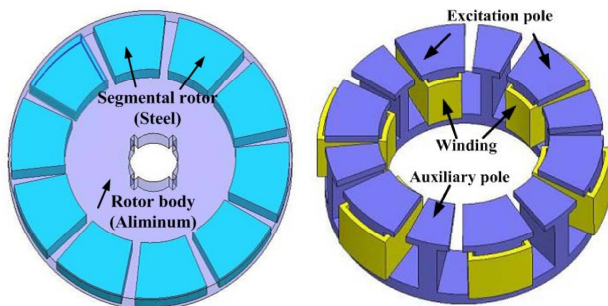 Segmental rotor
(Steel)
Rotor body
(Aliminum)
Excitation pole
Winding
Auxiliary pole